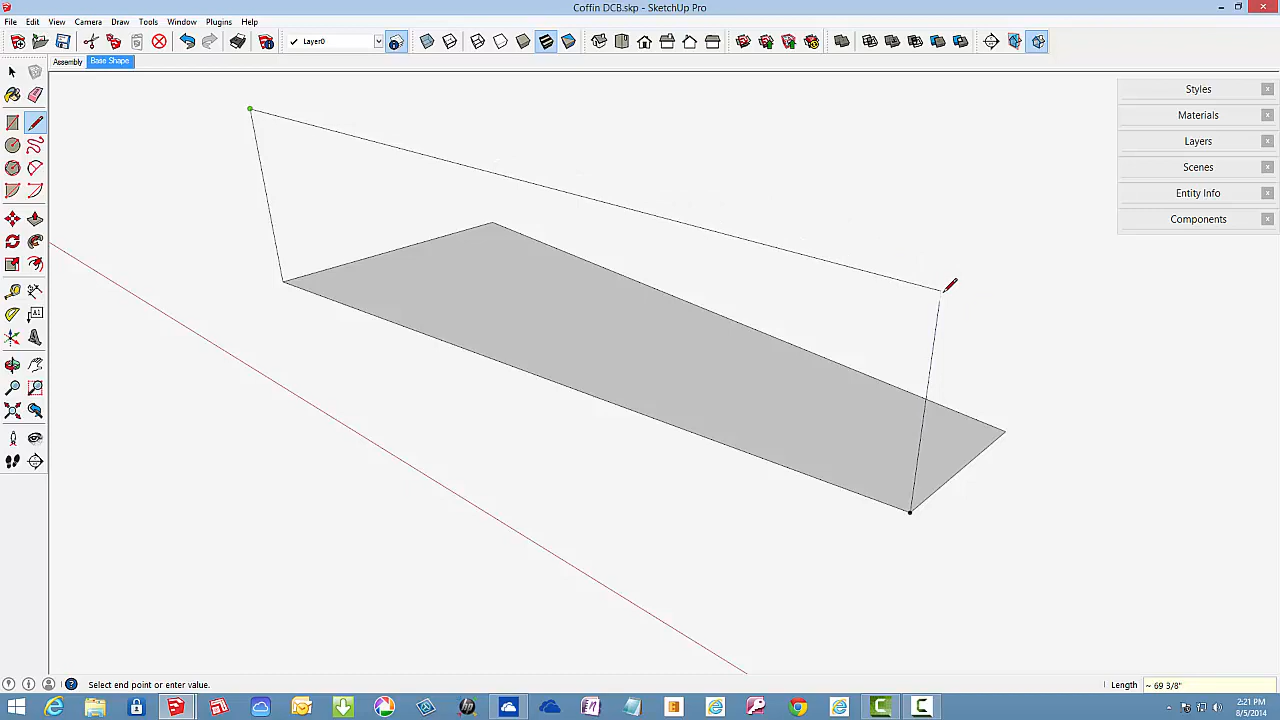 Coffin DCB.skp - SketchUp Pro
File Edit View Camera Draw Tools Window Plugins Help
Layer0
Assembly Base Shape
A1
Styles
Materials
Layers
Scenes
Entity Info
Components
Select end point or enter value.
Length ~ 69 3/8"
2:21 PM
8/5/2014